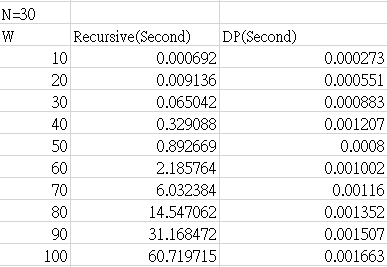 N=30
W Recursive(Second) DP(Second)
10 0.000692 0.000273
20 0.009136 0.000551
30 0.065042 0.000883
40 0.329088 0.001207
50 0.892669 0.0008
60 2.185764 0.001002
70 6.032384 0.00116
80 14.547062 0.001352
90 31.168472 0.001507
100 60.719715 0.001663